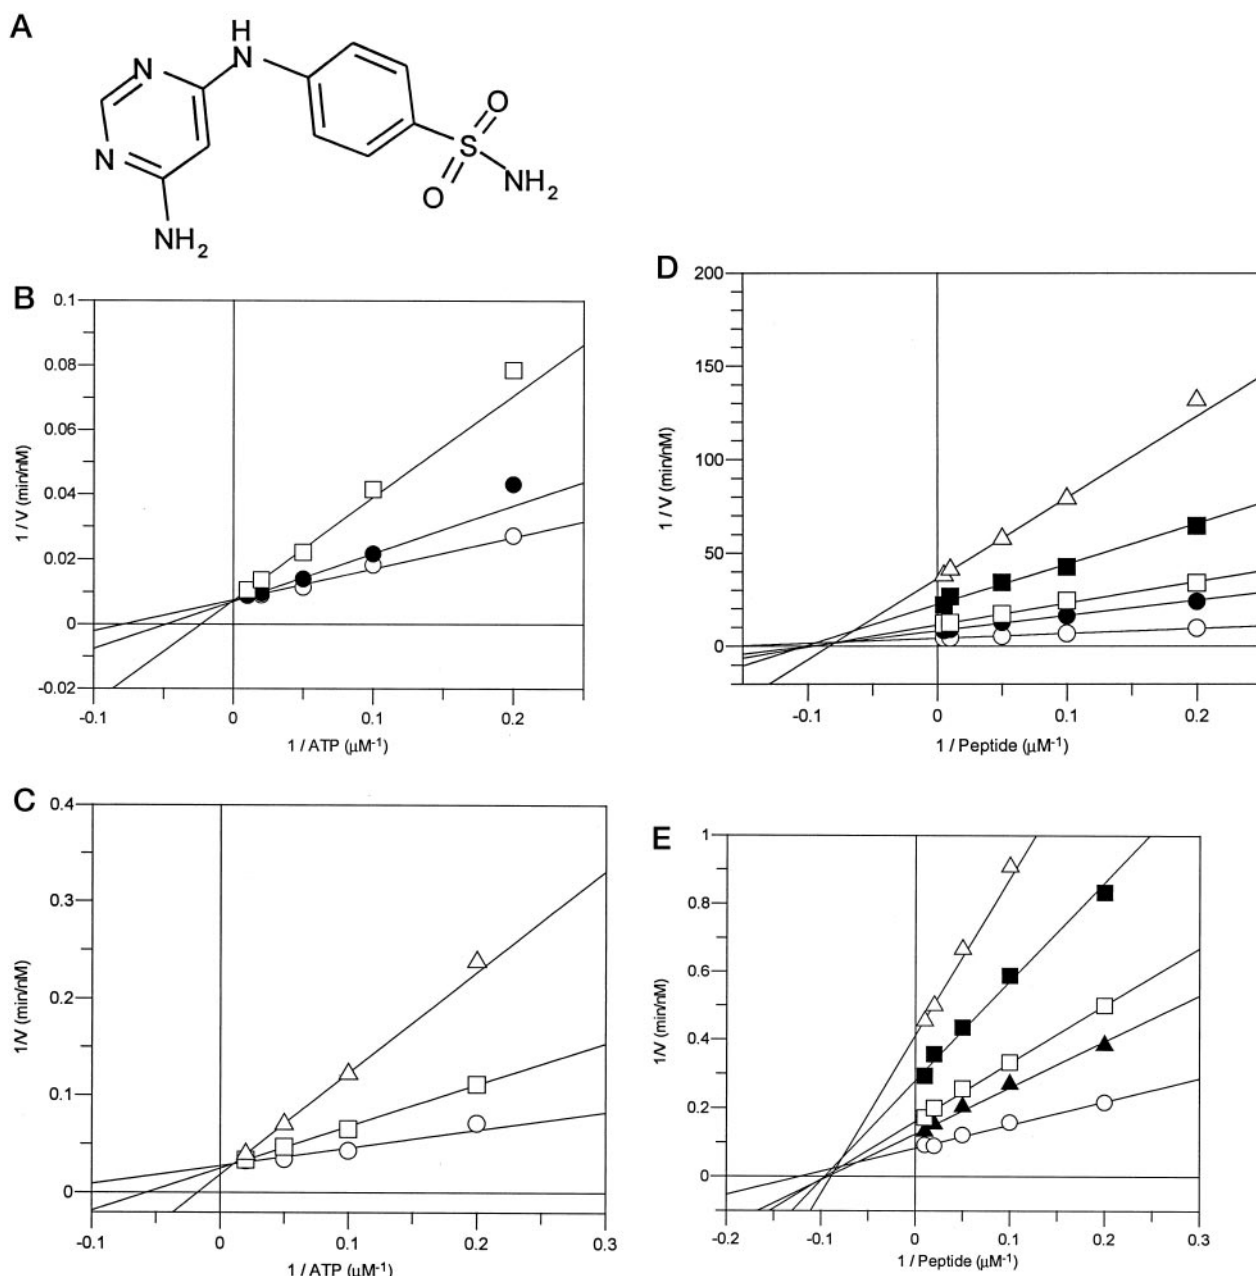 A
H
N
N
N
NH2
S
O
O
NH2
B
0.1
0.08
0.06
0.04
0.02
0
-0.02
1 / V (min/nM)
-0.1 0 0.1 0.2
1 / ATP (μM-1)
C
0.4
0.3
0.2
0.1
0
1/V (min/nM)
-0.1 0 0.1 0.2 0.3
1 / ATP (μM-1)
D
200
150
100
50
0
1 / V (min/nM)
-0.1 0 0.1 0.2
1 / Peptide (μM-1)
E
1
0.8
0.6
0.4
0.2
0
1/V (min/nM)
-0.2 -0.1 0 0.1 0.2 0.3
1 / Peptide (μM-1)